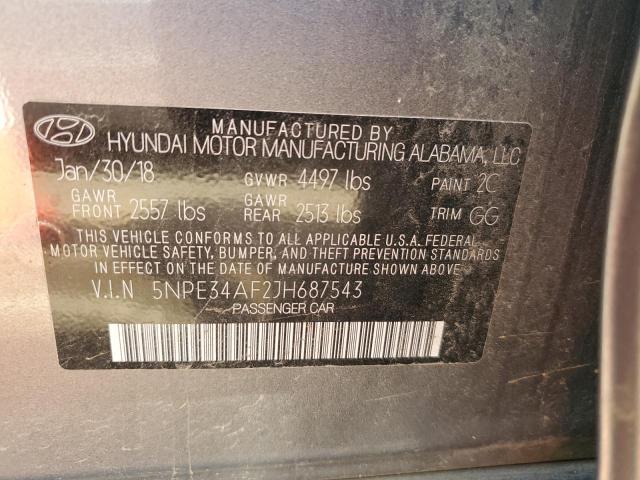 MANUFACTURED BY
HYUNDAI MOTOR MANUFACTURING ALABAMA, LLC
Jan/30/18 GVWR 4497 lbs PAINT 2C
GAWR FRONT 2557 lbs GAWR REAR 2513 lbs TRIM GG
THIS VEHICLE CONFORMS TO ALL APPLICABLE U.S.A. FEDERAL
MOTOR VEHICLE SAFETY, BUMPER, AND THEFT PREVENTION STANDARDS
IN EFFECT ON THE DATE OF MANUFACTURE SHOWN ABOVE.
V.I.N 5NPE34AF2JH687543
PASSENGER CAR